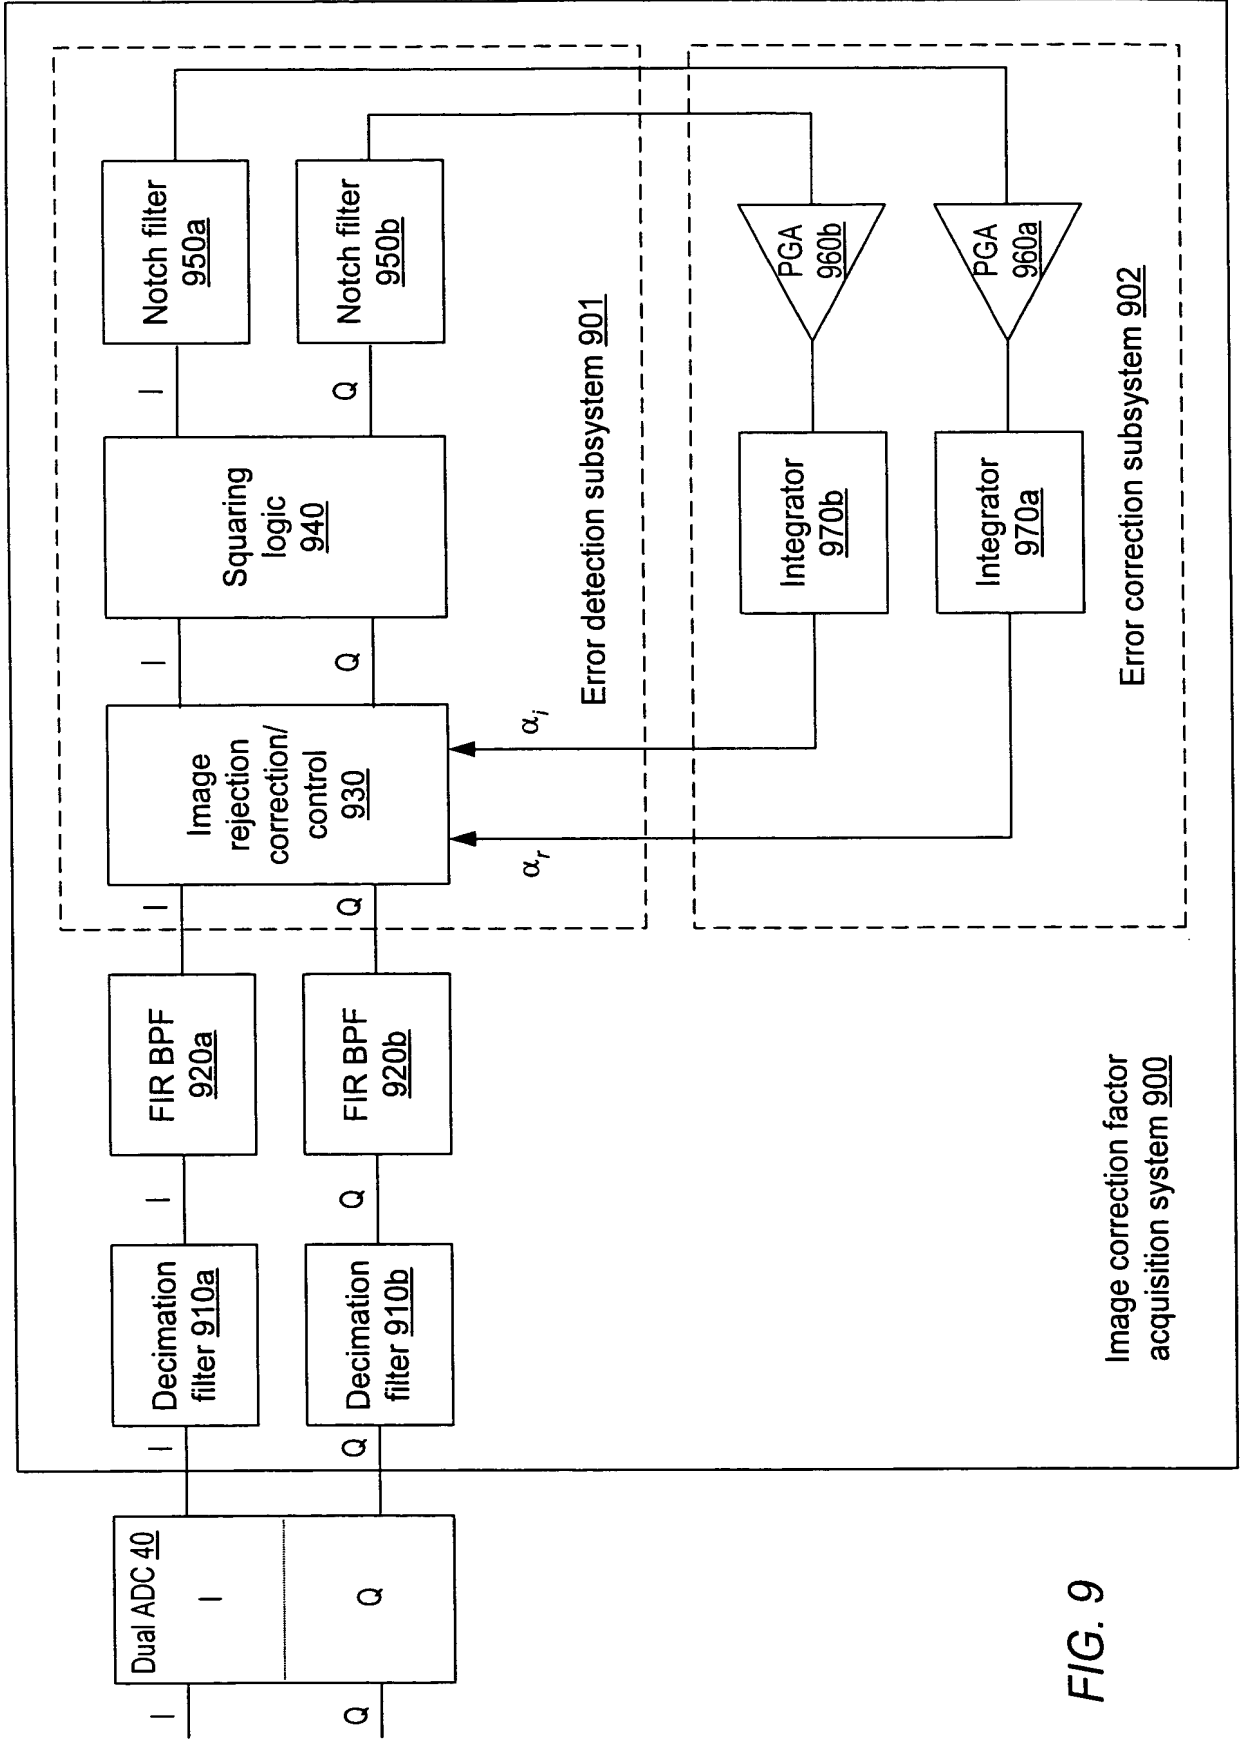 I
Q
Dual ADC 40
I
Q
I
Q
Decimation
filter 910a
Decimation
filter 910b
I
Q
FIR BPF
920a
FIR BPF
920b
I
Q
Image
rejection
correction/
control
930
I
Q
Squaring
logic
940
I
Q
Notch filter
950a
Notch filter
950b
Error detection subsystem 901
αr
αi
Integrator
970b
PGA
960b
Integrator
970a
PGA
960a
Error correction subsystem 902
Image correction factor
acquisition system 900
FIG. 9